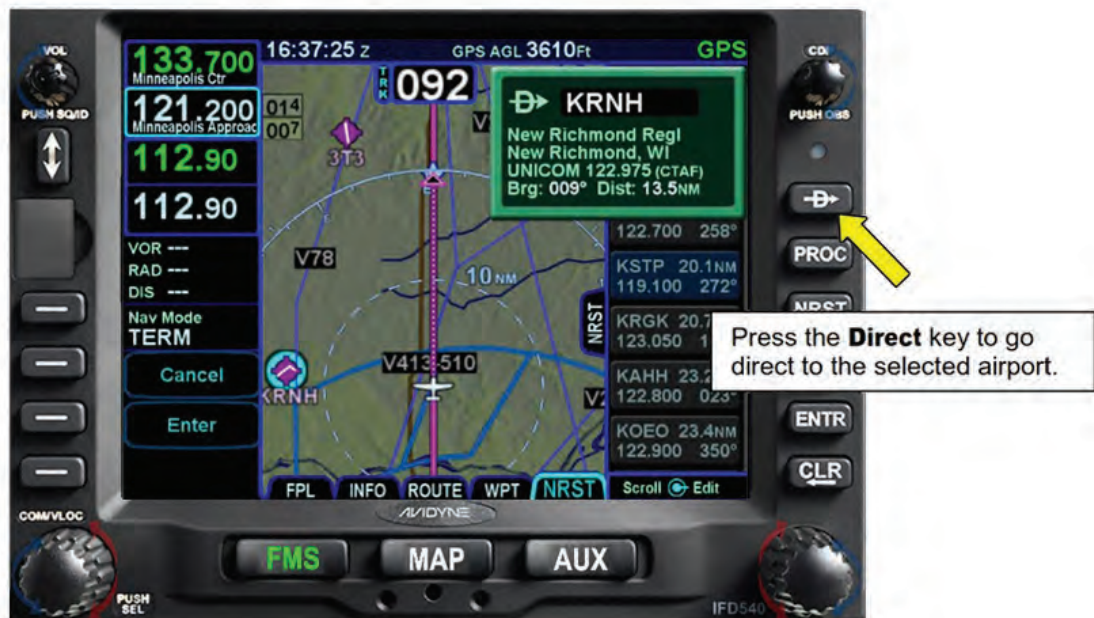 VOL
PUSH SQ/ID
133.700
Minneapolis Ctr
121.200
Minneapolis Approac
112.90
112.90
VOR ---
RAD ---
DIS ---
Nav Mode
TERM
Cancel
Enter
COM/VLOC
PUSH
SEL
16:37:25 Z
GPS AGL 3610Ft
GPS
014
007
TRK
092
3T3
V78
10 NM
V413-510
KRNH
KRNH
New Richmond Regl
New Richmond, WI
UNICOM 122.975 (CTAF)
Brg: 009° Dist: 13.5NM
122.700 258°
KSTP 20.1NM
119.100 272°
KRGK 20.7
123.050 1
KAHH 23.2
122.800 023°
KOEO 23.4NM
122.900 350°
NRST
FPL INFO ROUTE WPT NRST
Scroll Edit
AVIDYNE
FMS MAP AUX
IFD540
CDI/
PUSH OBS
D
PROC
NRST
ENTR
CLR
Press the Direct key to go
direct to the selected airport.